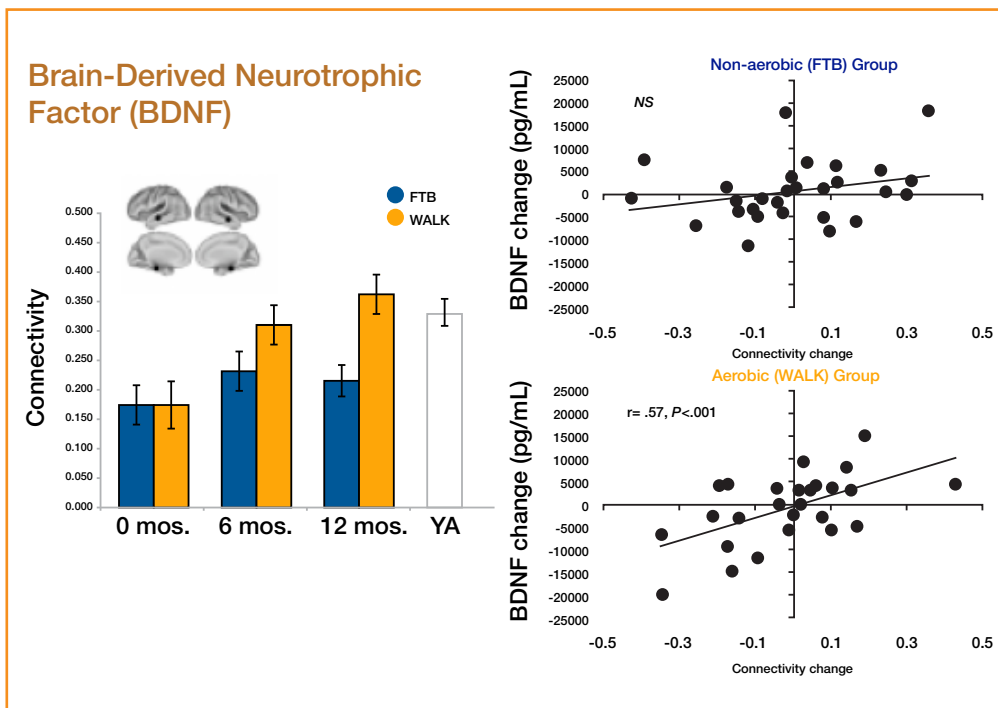 Brain-Derived Neurotrophic
Factor (BDNF)
FTB
WALK
Connectivity
0.500
0.450
0.400
0.350
0.300
0.250
0.200
0.150
0.100
0.050
0.000
0 mos.
6 mos.
12 mos.
YA
Non-aerobic (FTB) Group
BDNF change (pg/mL)
NS
25000
20000
15000
10000
5000
0
-5000
-10000
-15000
-20000
-25000
-0.5
-0.3
-0.1
0.1
0.3
0.5
Connectivity change
Aerobic (WALK) Group
BDNF change (pg/mL)
r= .57, P<.001
25000
20000
15000
10000
5000
0
-5000
-10000
-15000
-20000
-25000
-0.5
-0.3
-0.1
0.1
0.3
0.5
Connectivity change